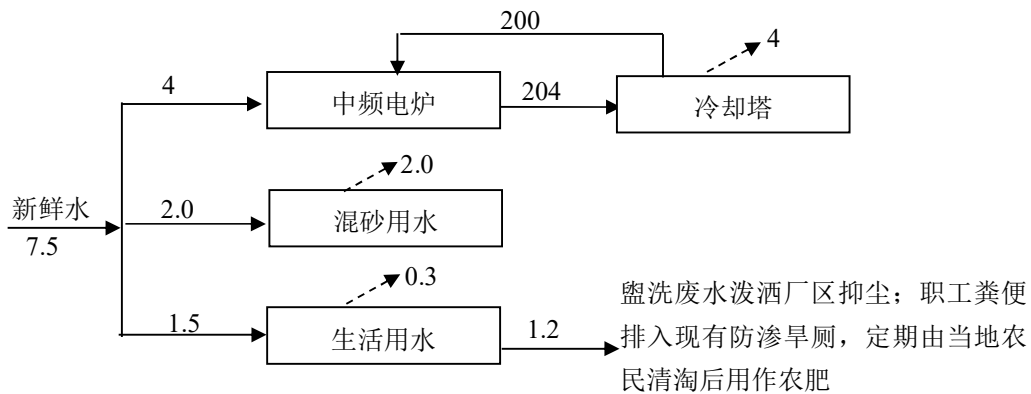 200
4
4
中频电炉
204
冷却塔
2.0
新鲜水
2.0
混砂用水
7.5
0.3
盥洗废水泼洒厂区抑尘；职工粪便
1.5
生活用水
1.2
排入现有防渗旱厕，定期由当地农
民清淘后用作农肥